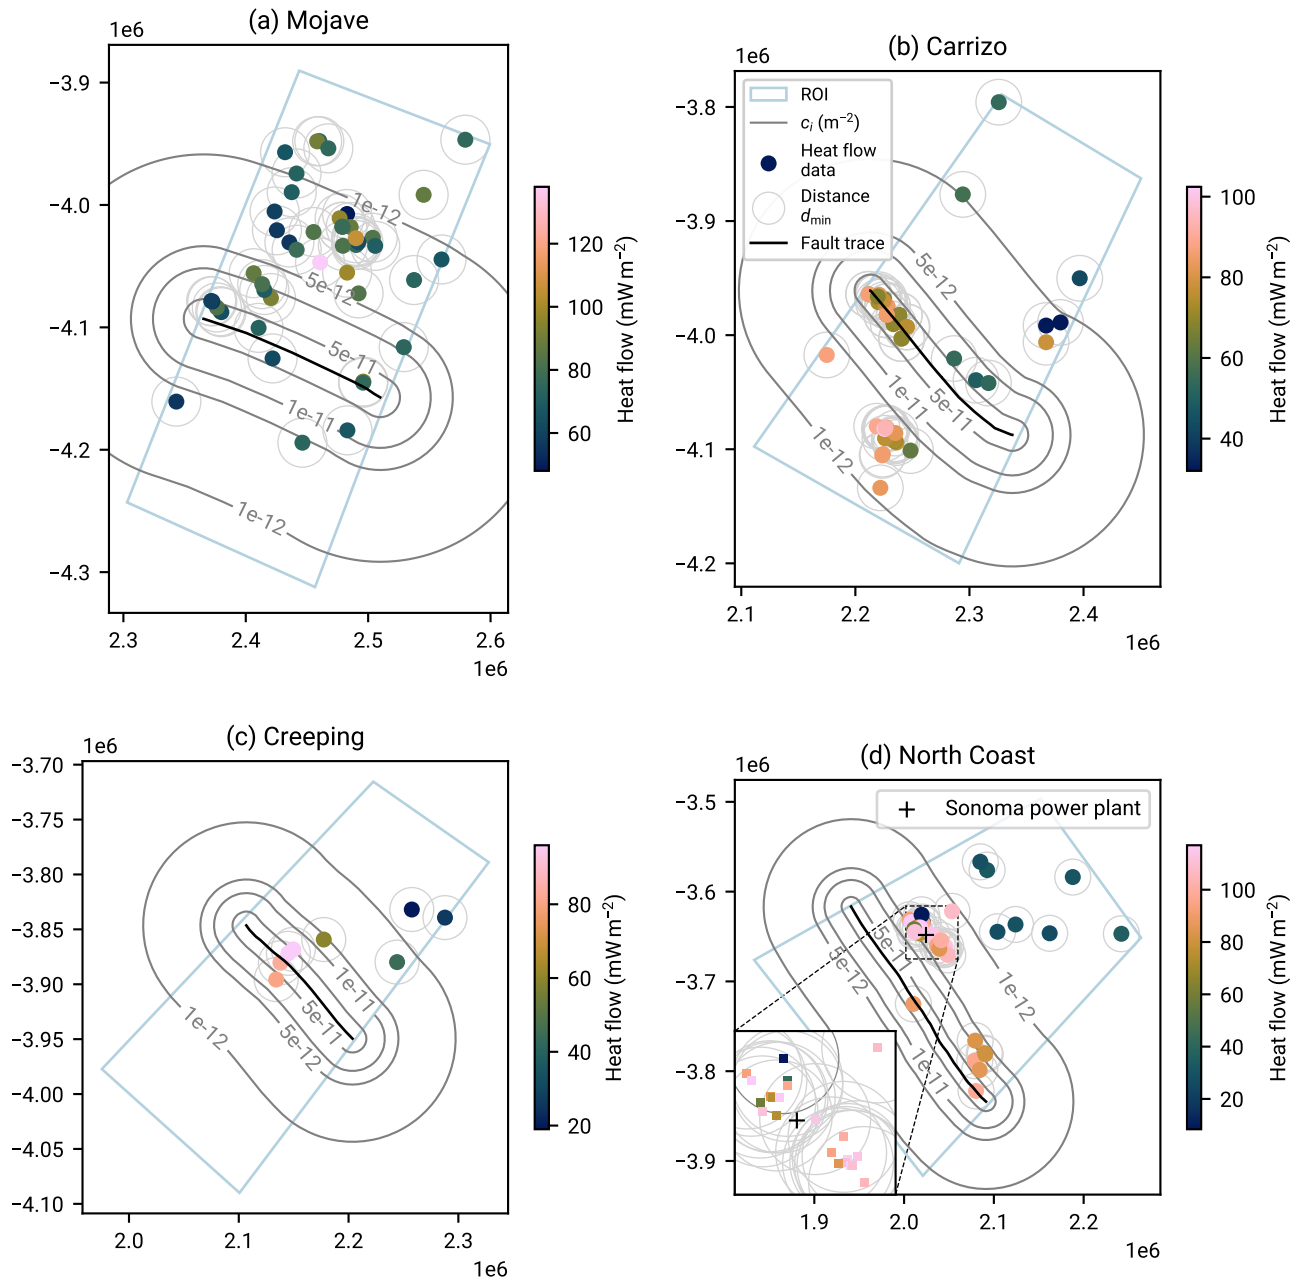 (a) Mojave
1e6
−3.9
−4.0
−4.1
−4.2
−4.3
2.3
2.4
2.5
2.6
1e6
1e-12
5e-12
5e-11
1e-11
1e-12
120
100
80
60
Heat flow (mW m−2)
(b) Carrizo
1e6
ROI
ci (m−2)
Heat flow
data
Distance
dmin
Fault trace
−3.8
−3.9
−4.0
−4.1
−4.2
2.1
2.2
2.3
2.4
1e6
5e-12
5e-11
1e-11
1e-12
100
80
60
40
Heat flow (mW m−2)
(c) Creeping
1e6
−3.70
−3.75
−3.80
−3.85
−3.90
−3.95
−4.00
−4.05
−4.10
2.0
2.1
2.2
2.3
1e6
1e-11
5e-11
5e-12
1e-12
80
60
40
20
Heat flow (mW m−2)
(d) North Coast
1e6
Sonoma power plant
−3.5
−3.6
−3.7
−3.8
−3.9
1.9
2.0
2.1
2.2
1e6
5e-11
5e-12
1e-12
1e-11
100
80
60
40
20
Heat flow (mW m−2)